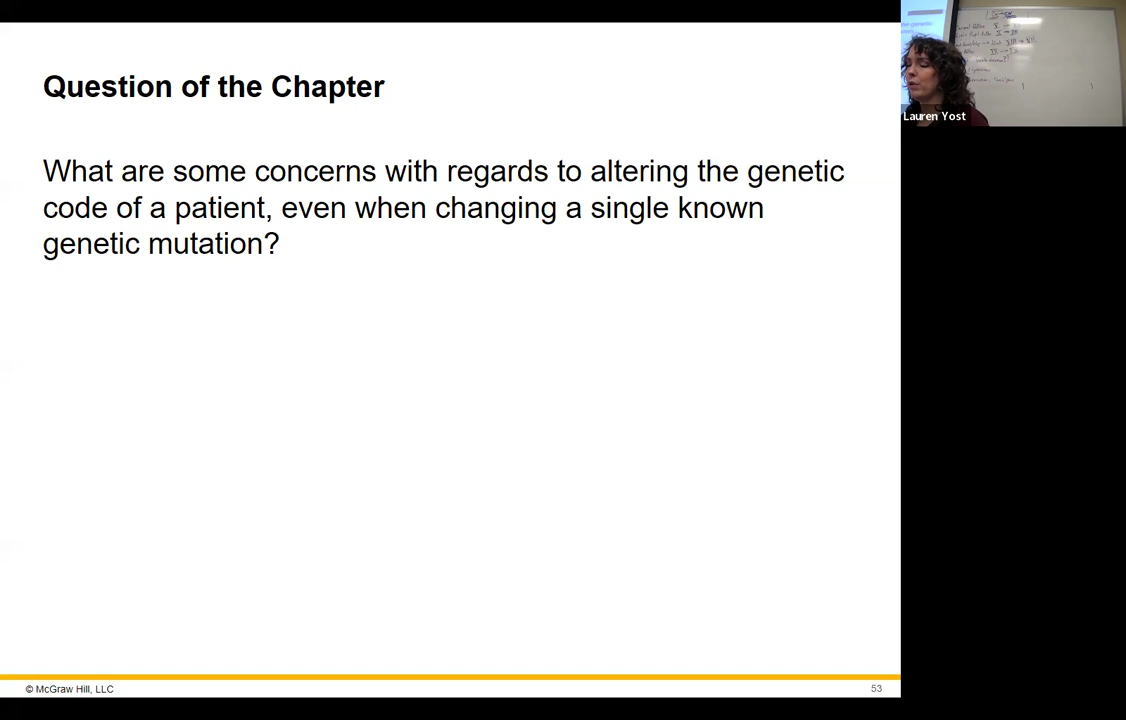 Question of the Chapter
What are some concerns with regards to altering the genetic
code of a patient, even when changing a single known
genetic mutation?
© McGraw Hill, LLC
53
Lauren Yost